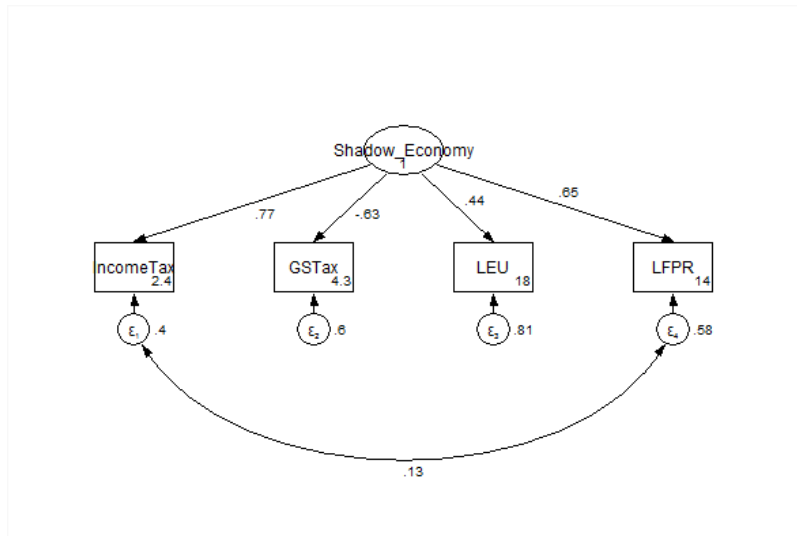 Shadow_Economy
1
.77
-.63
.44
.65
IncomeTax
2.4
GSTax
4.3
LEU
18
LFPR
14
ε₁ .4
ε₂ .6
ε₃ .81
ε₄ .58
.13